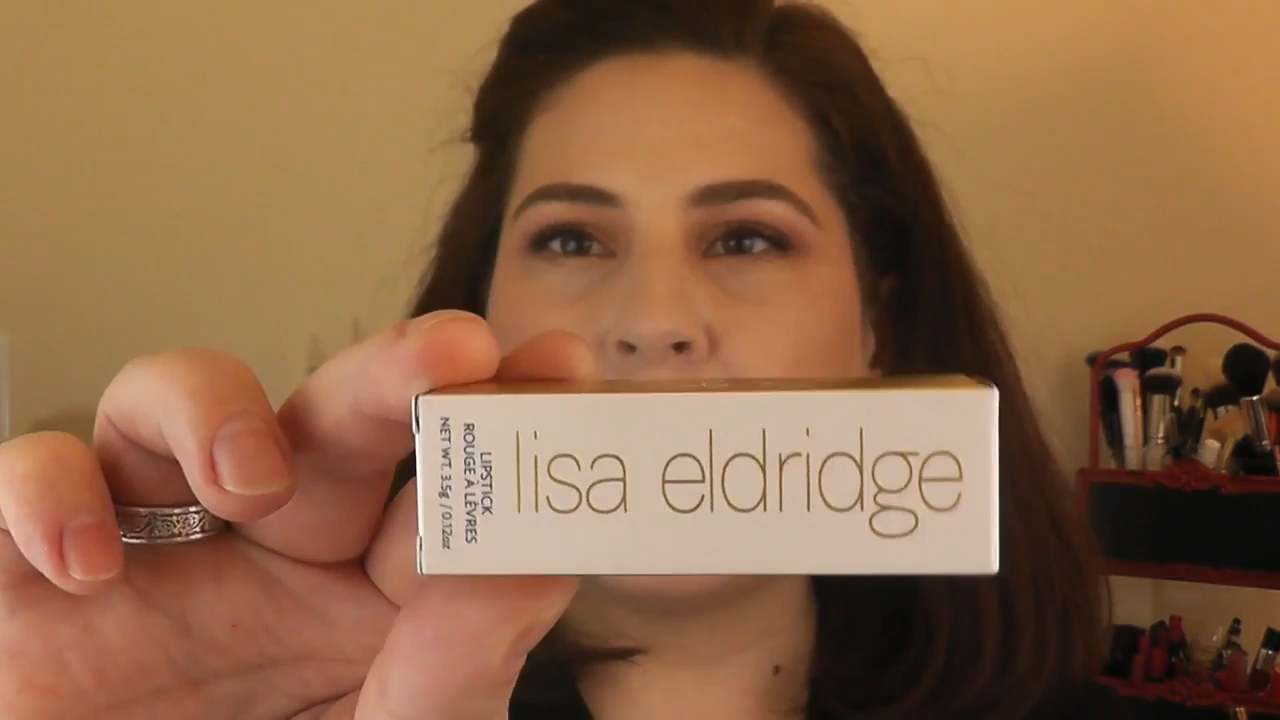 lisa eldridge
LIPSTICK
ROUGE À LÈVRES
NET WT. 3.5g / 0.12oz